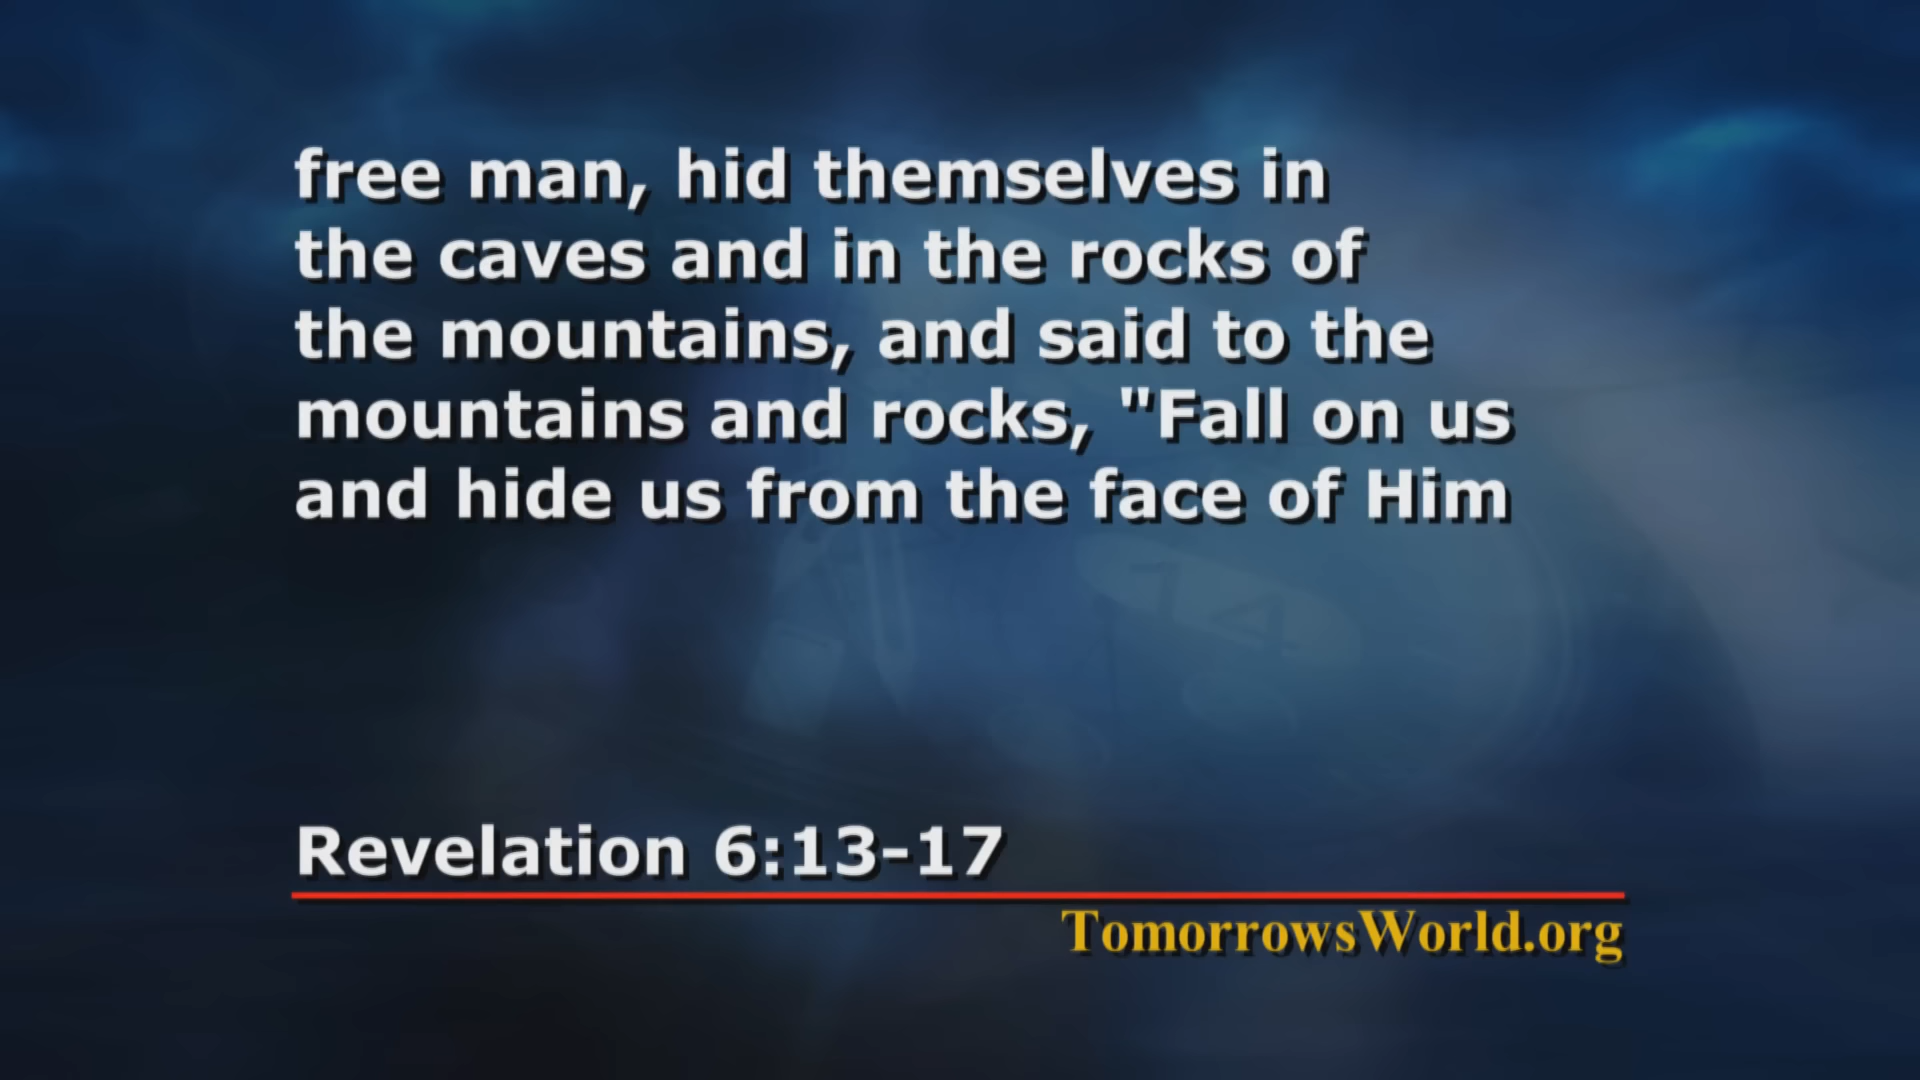 free man, hid themselves in
the caves and in the rocks of
the mountains, and said to the
mountains and rocks, "Fall on us
and hide us from the face of Him
14
Revelation 6:13-17
TomorrowsWorld.org